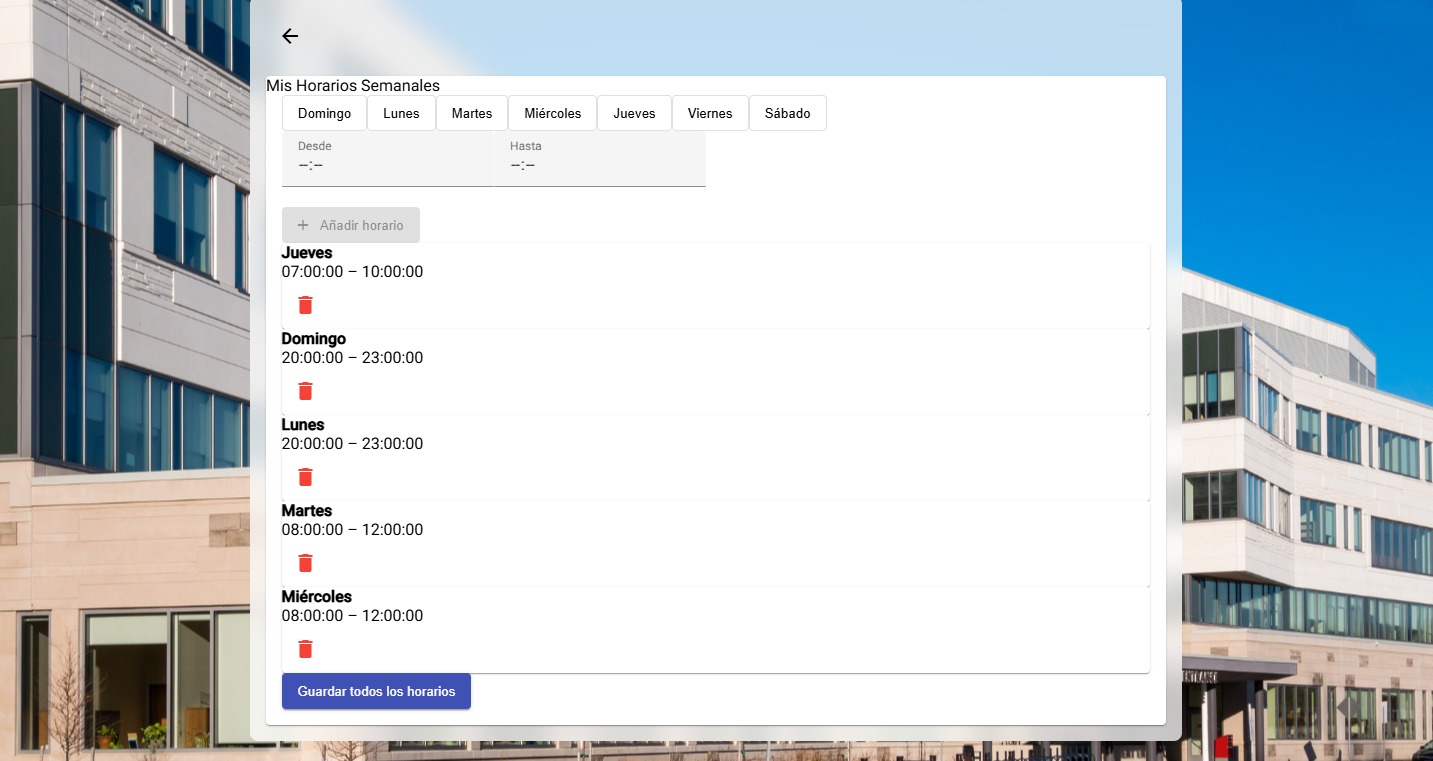 Mis Horarios Semanales
Domingo Lunes Martes Miércoles Jueves Viernes Sábado
Desde Hasta
--:-- --:--
+ Añadir horario
Jueves
07:00:00 – 10:00:00
Domingo
20:00:00 – 23:00:00
Lunes
20:00:00 – 23:00:00
Martes
08:00:00 – 12:00:00
Miércoles
08:00:00 – 12:00:00
Guardar todos los horarios